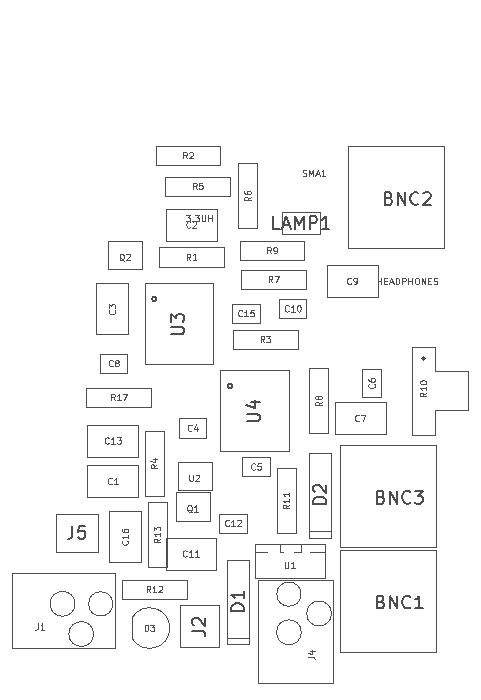 R2
SMA1
R5
R6
BNC2
3.3UH
C2
LAMP1
Q2
R1
R9
R7
C9
HEADPHONES
C3
U3
C15
C10
R3
C8
R17
U4
R8
C6
R10
C7
C4
C13
R4
C5
C1
U2
D2
BNC3
R11
Q1
J5
C16
R13
C12
C11
U1
R12
D1
BNC1
J1
D3
J2
J4